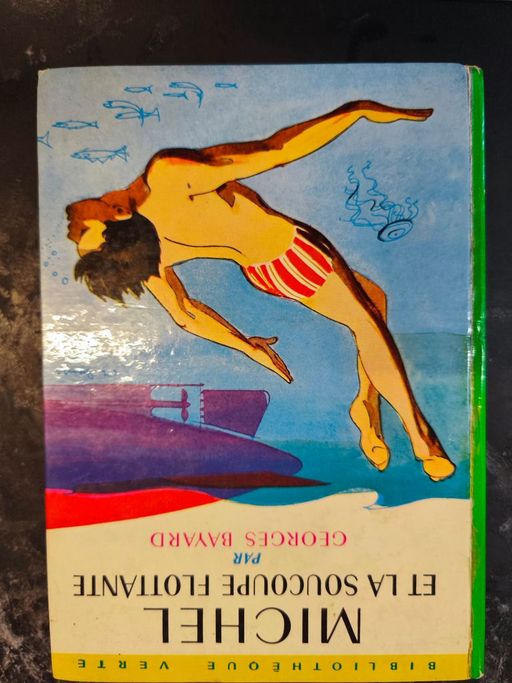 BIBLIOTHÈQUE VERTE
MICHEL
ET LA SOUCOUPE FLOTTANTE
PAR
GEORGES BAYARD